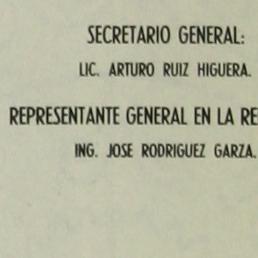 SECRETARIO GENERAL:
LIC. ARTURO RUIZ HIGUERA.
REPRESENTANTE GENERAL EN LA RE
ING. JOSE RODRIGUEZ GARZA.